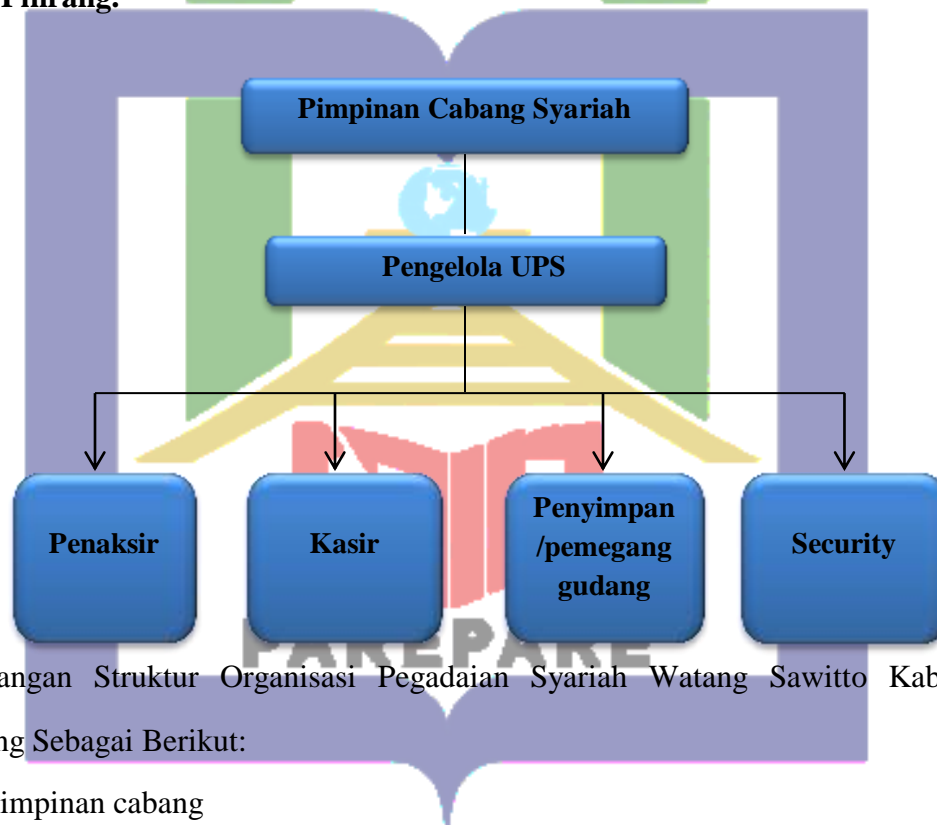 Pinrang.
Pimpinan Cabang Syariah
Pengelola UPS
Penaksir
Kasir
Penyimpan
/pemegang
gudang
Security
PAREPARE
angan Struktur Organisasi Pegadaian Syariah Watang Sawitto Kab
ng Sebagai Berikut:
impinan cabang